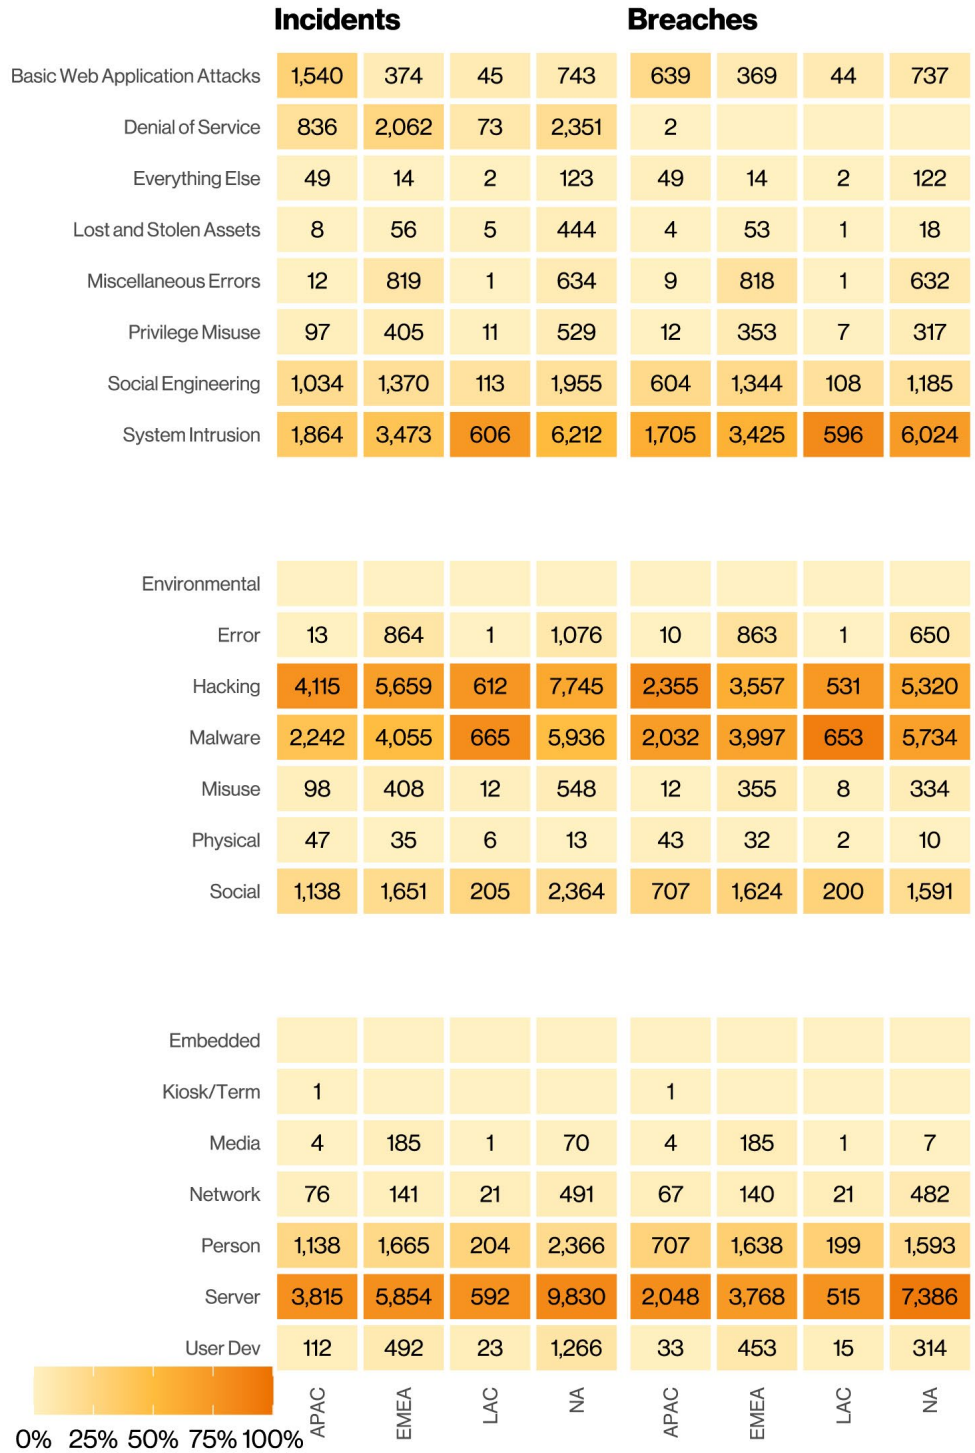 Incidents Breaches
Basic Web Application Attacks 1,540 374 45 743 639 369 44 737
Denial of Service 836 2,062 73 2,351 2
Everything Else 49 14 2 123 49 14 2 122
Lost and Stolen Assets 8 56 5 444 4 53 1 18
Miscellaneous Errors 12 819 1 634 9 818 1 632
Privilege Misuse 97 405 11 529 12 353 7 317
Social Engineering 1,034 1,370 113 1,955 604 1,344 108 1,185
System Intrusion 1,864 3,473 606 6,212 1,705 3,425 596 6,024
Environmental
Error 13 864 1 1,076 10 863 1 650
Hacking 4,115 5,659 612 7,745 2,355 3,557 531 5,320
Malware 2,242 4,055 665 5,936 2,032 3,997 653 5,734
Misuse 98 408 12 548 12 355 8 334
Physical 47 35 6 13 43 32 2 10
Social 1,138 1,651 205 2,364 707 1,624 200 1,591
Embedded
Kiosk/Term 1 1
Media 4 185 1 70 4 185 1 7
Network 76 141 21 491 67 140 21 482
Person 1,138 1,665 204 2,366 707 1,638 199 1,593
Server 3,815 5,854 592 9,830 2,048 3,768 515 7,386
User Dev 112 492 23 1,266 33 453 15 314
APAC EMEA LAC NA APAC EMEA LAC NA
0% 25% 50% 75% 100%